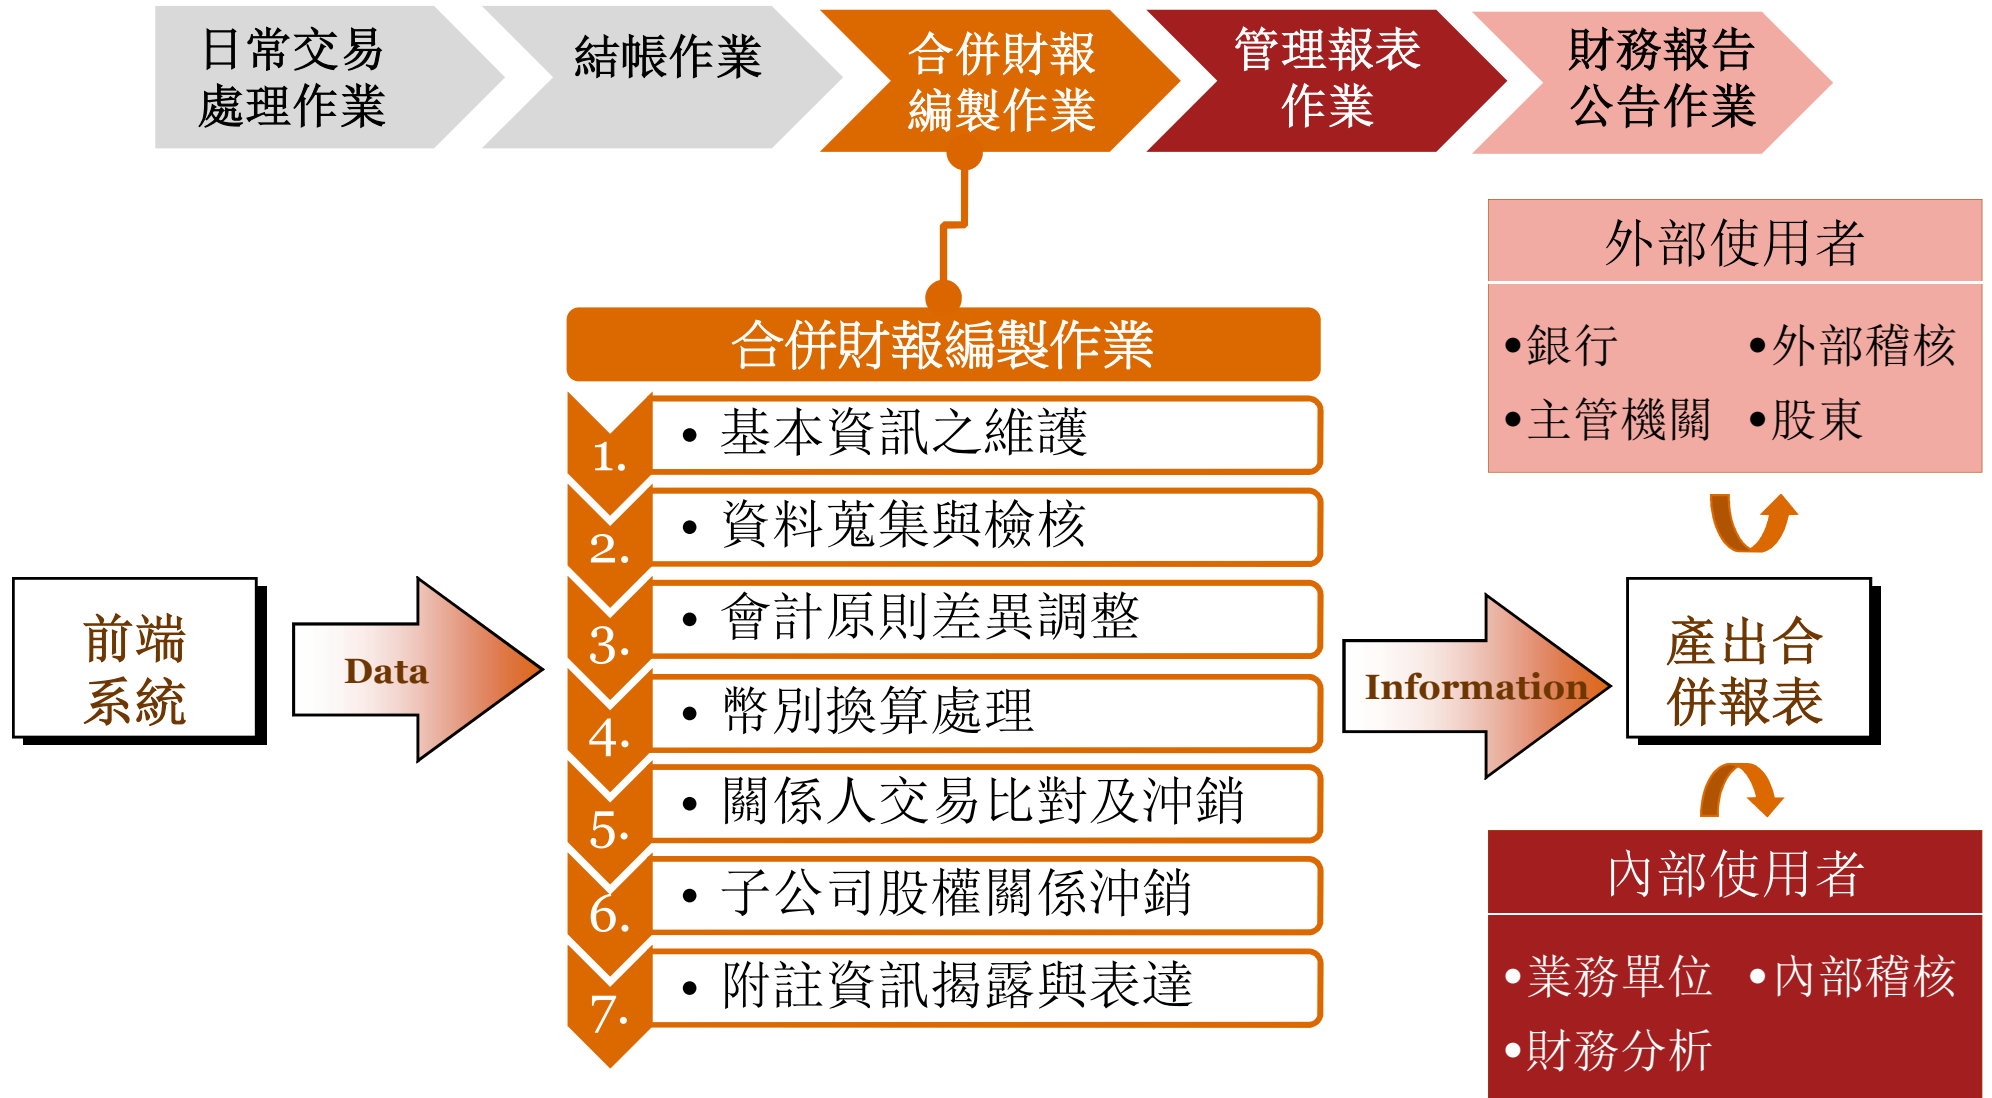 日常交易
處理作業
結帳作業
合併財報
編製作業
管理報表
作業
財務報告
公告作業
外部使用者
•銀行
•外部稽核
•主管機關
•股東
合併財報編製作業
1.
• 基本資訊之維護
2.
• 資料蒐集與檢核
3.
• 會計原則差異調整
4.
• 幣別換算處理
5.
• 關係人交易比對及沖銷
6.
• 子公司股權關係沖銷
7.
• 附註資訊揭露與表達
前端
系統
Data
Information
產出合
併報表
內部使用者
•業務單位
•內部稽核
•財務分析